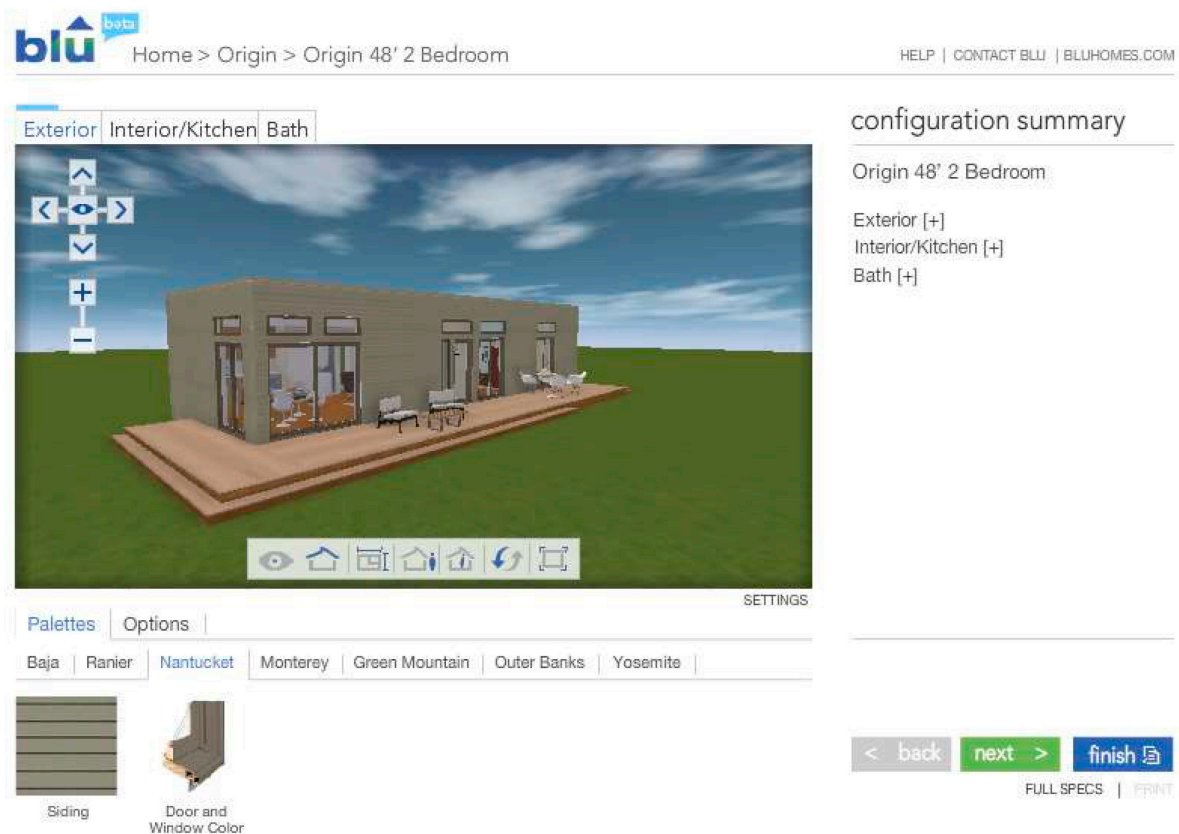 blu
beta
Home > Origin > Origin 48' 2 Bedroom
HELP | CONTACT BLU | BLUHOMES.COM
Exterior
Interior/Kitchen
Bath
configuration summary
Origin 48' 2 Bedroom
Exterior [+]
Interior/Kitchen [+]
Bath [+]
SETTINGS
Palettes
Options
Baja | Ranier | Nantucket | Monterey | Green Mountain | Outer Banks | Yosemite |
Siding
Door and
Window Color
< back
next >
finish
FULL SPECS | PRINT